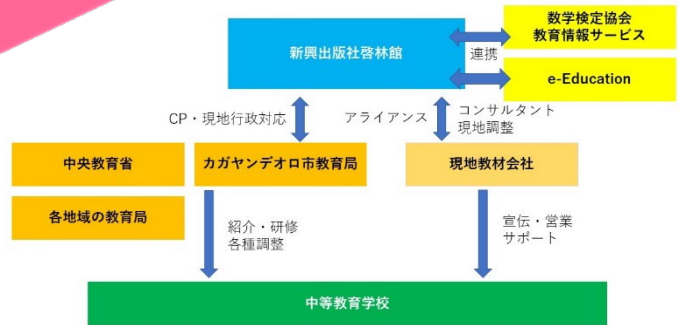 数学検定協会
教育情報サービス
新興出版社啓林館
連携
e-Education
CP・現地行政対応
アライアンス
コンサルタント
現地調整
中央教育省
カガヤンデオロ市教育局
現地教材会社
各地域の教育局
紹介・研修
各種調整
宣伝・営業
サポート
中等教育学校